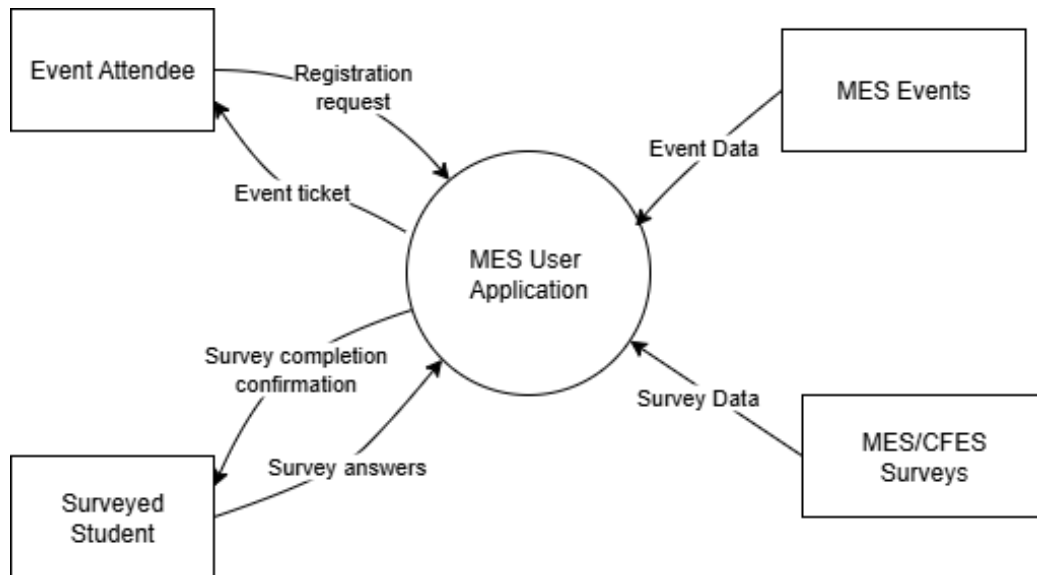 Event Attendee
Registration
request
MES Events
Event Data
Event ticket
MES User
Application
Survey completion
confirmation
Survey Data
MES/CFES
Surveys
Survey answers
Surveyed
Student